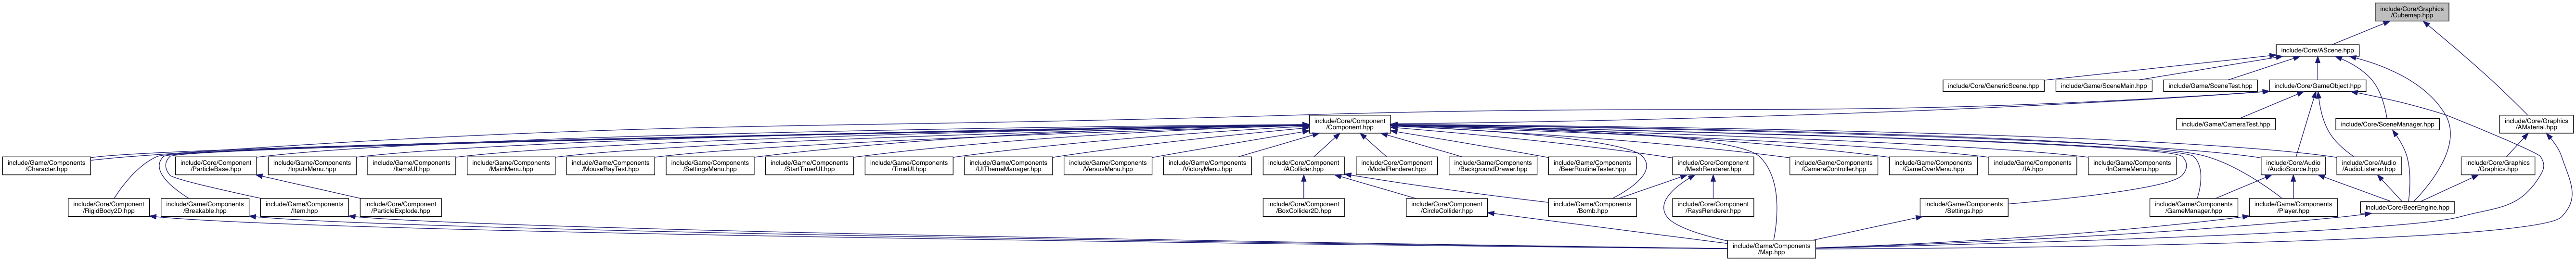 include/Core/Graphics
/Cubemap.hpp
include/Core/AScene.hpp
include/Core/GenericScene.hpp
include/Game/SceneMain.hpp
include/Game/SceneTest.hpp
include/Core/GameObject.hpp
include/Core/Component
/Component.hpp
include/Game/CameraTest.hpp
include/Core/SceneManager.hpp
include/Core/Graphics
/AMaterial.hpp
include/Game/Components
/Character.hpp
include/Core/Component
/ParticleBase.hpp
include/Game/Components
/InputsMenu.hpp
include/Game/Components
/ItemsUI.hpp
include/Game/Components
/MainMenu.hpp
include/Game/Components
/MouseRayTest.hpp
include/Game/Components
/SettingsMenu.hpp
include/Game/Components
/StartTimerUI.hpp
include/Game/Components
/TimeUI.hpp
include/Game/Components
/UIThemeManager.hpp
include/Game/Components
/VersusMenu.hpp
include/Game/Components
/VictoryMenu.hpp
include/Core/Component
/ACollider.hpp
include/Core/Component
/ModelRenderer.hpp
include/Game/Components
/BackgroundDrawer.hpp
include/Game/Components
/BeerRoutineTester.hpp
include/Core/Component
/MeshRenderer.hpp
include/Game/Components
/CameraController.hpp
include/Game/Components
/GameOverMenu.hpp
include/Game/Components
/IA.hpp
include/Game/Components
/InGameMenu.hpp
include/Core/Audio
/AudioSource.hpp
include/Core/Audio
/AudioListener.hpp
include/Core/Graphics
/Graphics.hpp
include/Core/Component
/RigidBody2D.hpp
include/Game/Components
/Breakable.hpp
include/Game/Components
/Item.hpp
include/Core/Component
/ParticleExplode.hpp
include/Core/Component
/BoxCollider2D.hpp
include/Core/Component
/CircleCollider.hpp
include/Game/Components
/Bomb.hpp
include/Core/Component
/RaysRenderer.hpp
include/Game/Components
/Settings.hpp
include/Game/Components
/GameManager.hpp
include/Game/Components
/Player.hpp
include/Core/BeerEngine.hpp
include/Game/Components
/Map.hpp